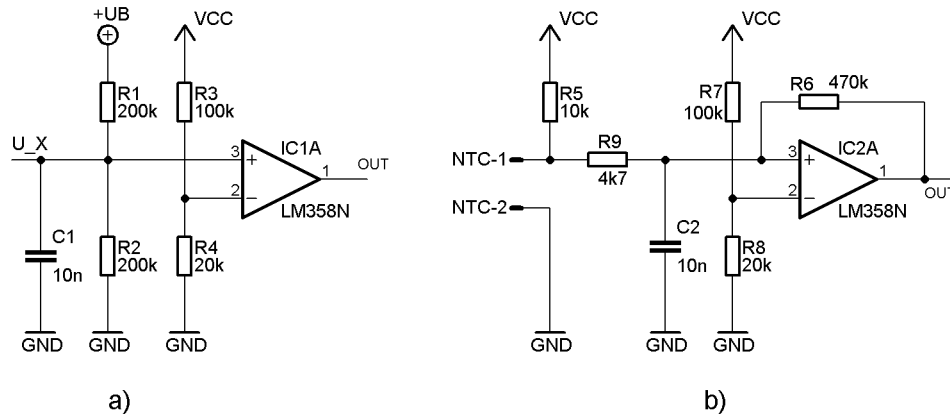 +UB
VCC
R1
200k
R3
100k
U_X
3
+
IC1A
1
OUT
2
-
LM358N
C1
10n
R2
200k
R4
20k
GND
GND
GND
a)
VCC
VCC
R5
10k
R7
100k
R6 470k
NTC-1
R9
4k7
3
+
IC2A
1
OUT
2
-
LM358N
NTC-2
C2
10n
R8
20k
GND
GND
GND
b)